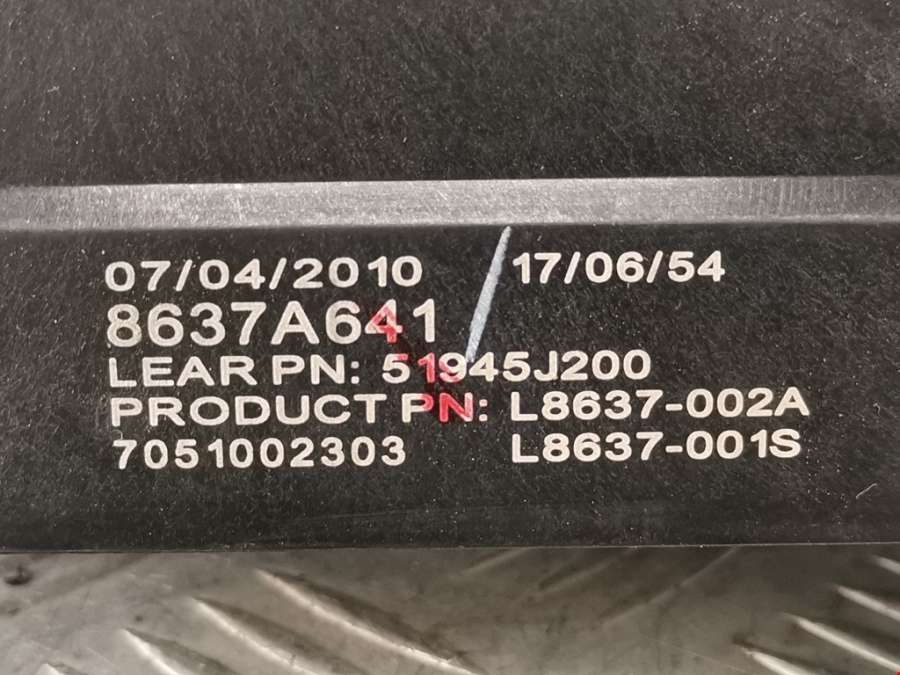 07/04/2010 17/06/54
8637A641
LEAR PN: 51945J200
PRODUCT PN: L8637-002A
7051002303 L8637-001S